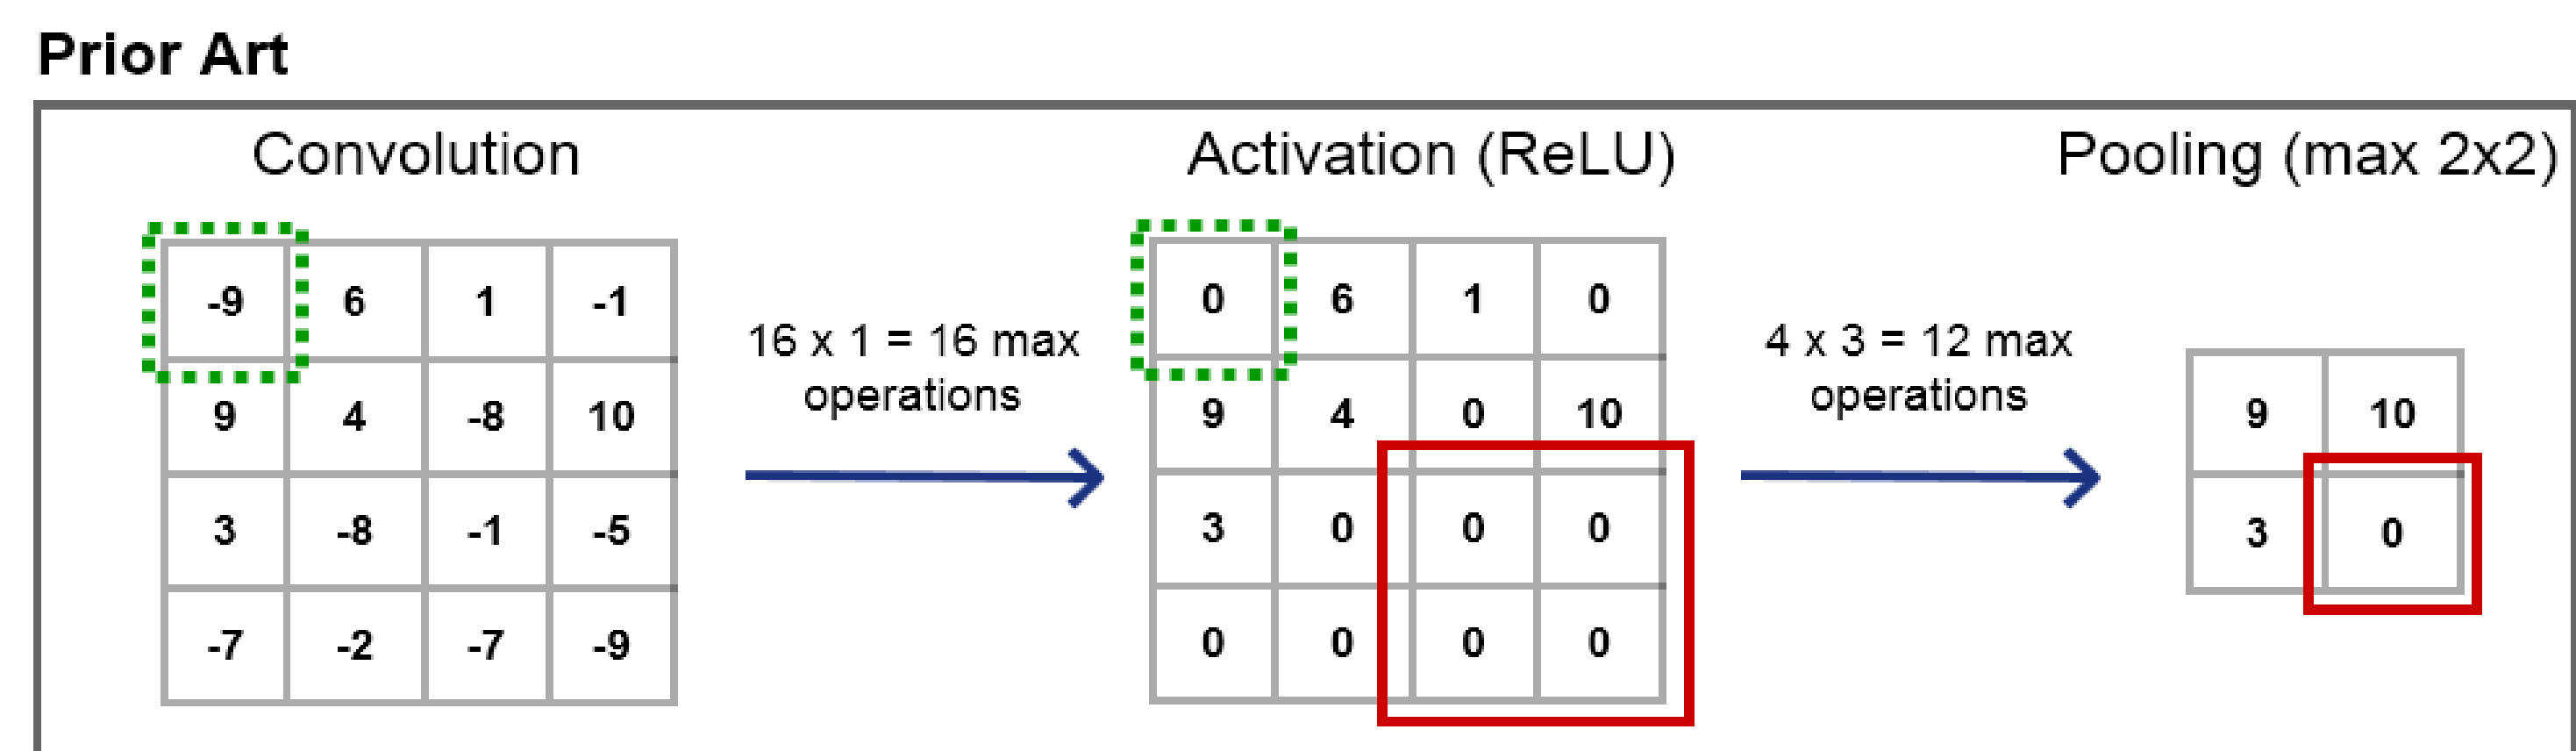 Prior Art
Convolution
Activation (ReLU)
Pooling (max 2x2)
-9 6 1 -1
9 4 -8 10
3 -8 -1 -5
-7 -2 -7 -9
16 x 1 = 16 max
operations
0 6 1 0
9 4 0 10
3 0 0 0
0 0 0 0
4 x 3 = 12 max
operations
9 10
3 0